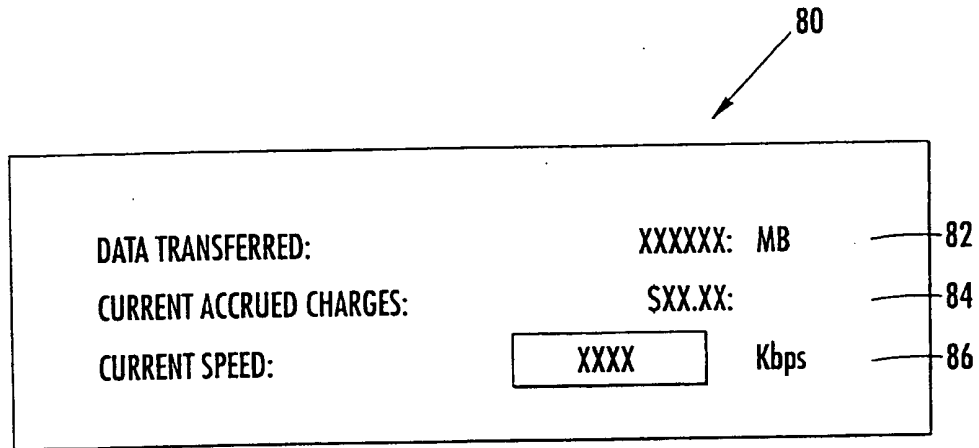 80
DATA TRANSFERRED: XXXXXX: MB 82
CURRENT ACCRUED CHARGES: $XX.XX: 84
CURRENT SPEED: XXXX Kbps 86